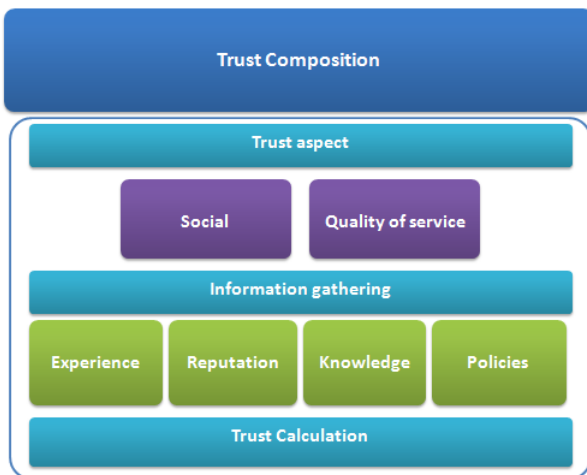 Trust Composition
Trust aspect
Social
Quality of service
Information gathering
Experience
Reputation
Knowledge
Policies
Trust Calculation